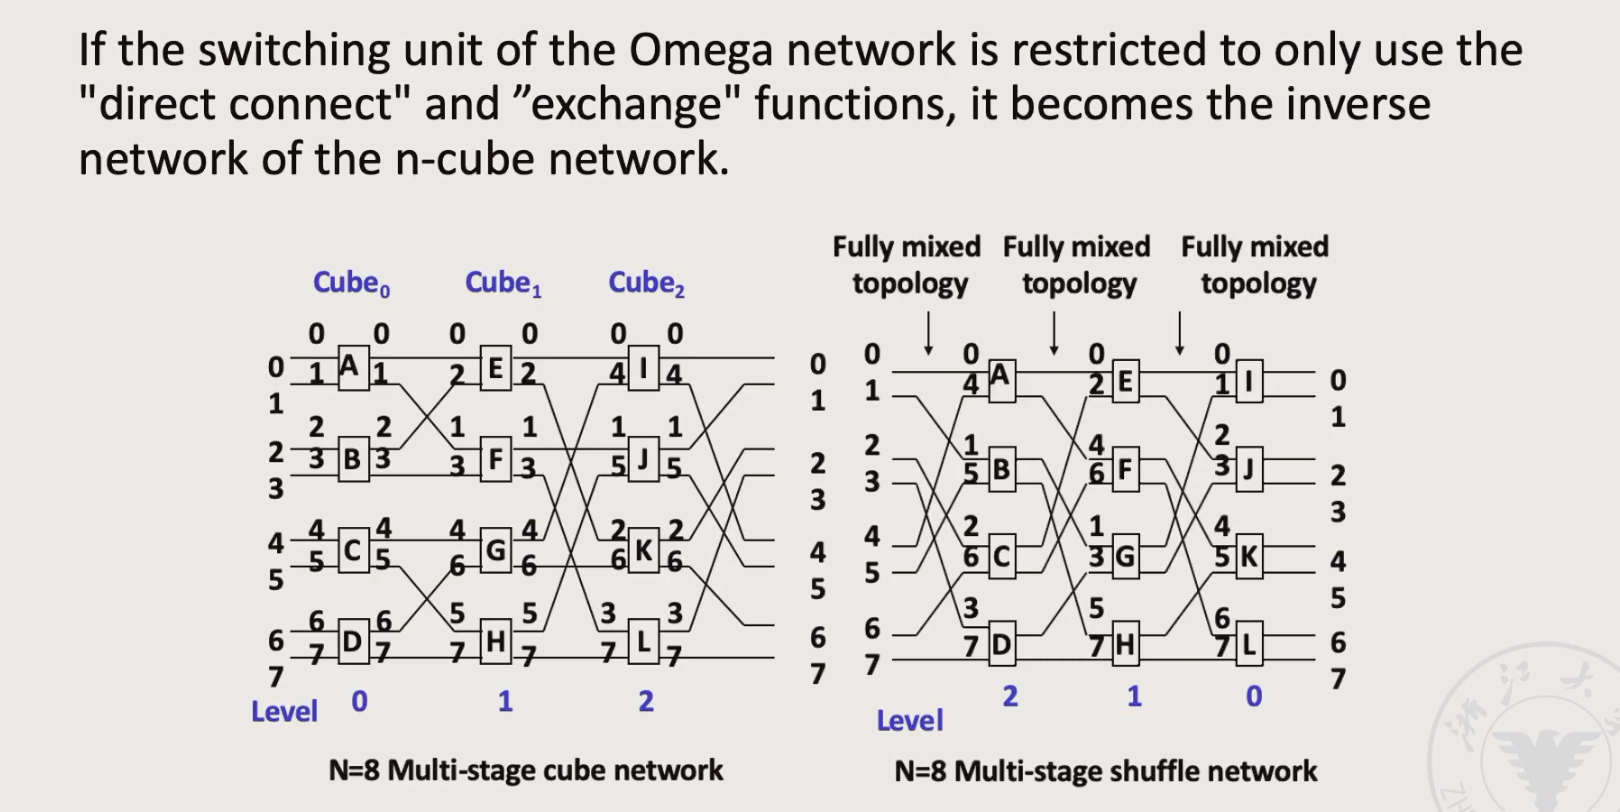 If the switching unit of the Omega network is restricted to only use the
"direct connect" and ”exchange" functions, it becomes the inverse
network of the n-cube network.
Cube0 Cube1 Cube2
0 0 0 0 0 0
0 1 A 1 2 E 2 4 I 4 0
1 1
2 2 1 1 1 1
2 3 B 3 3 F 3 5 J 5 2
3 3
4 4 4 4 2 2
4 5 C 5 6 G 6 6 K 6 4
5 5
6 6 5 5 3 3
6 7 D 7 7 H 7 7 L 7 6
7 7
Level 0 1 2
N=8 Multi-stage cube network
Fully mixed Fully mixed Fully mixed
topology topology topology
0 0 0 0
1 4 A 2 E 1 I 0
1
2 1 4 2
3 5 B 6 F 3 J 2
3
4 2 1 4
5 6 C 3 G 5 K 4
5
6 3 5 6
7 7 D 7 H 7 L 6
7
2 1 0
Level
N=8 Multi-stage shuffle network